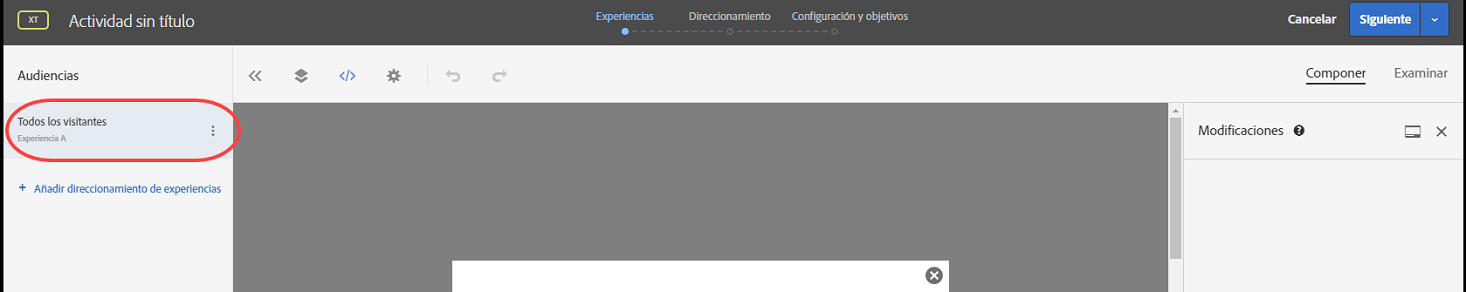 XT Actividad sin título
Experiencias Direccionamiento Configuración y objetivos
Cancelar Siguiente
Audiencias
Componer Examinar
Todos los visitantes
Experiencia A
Modificaciones ?
+ Añadir direccionamiento de experiencias